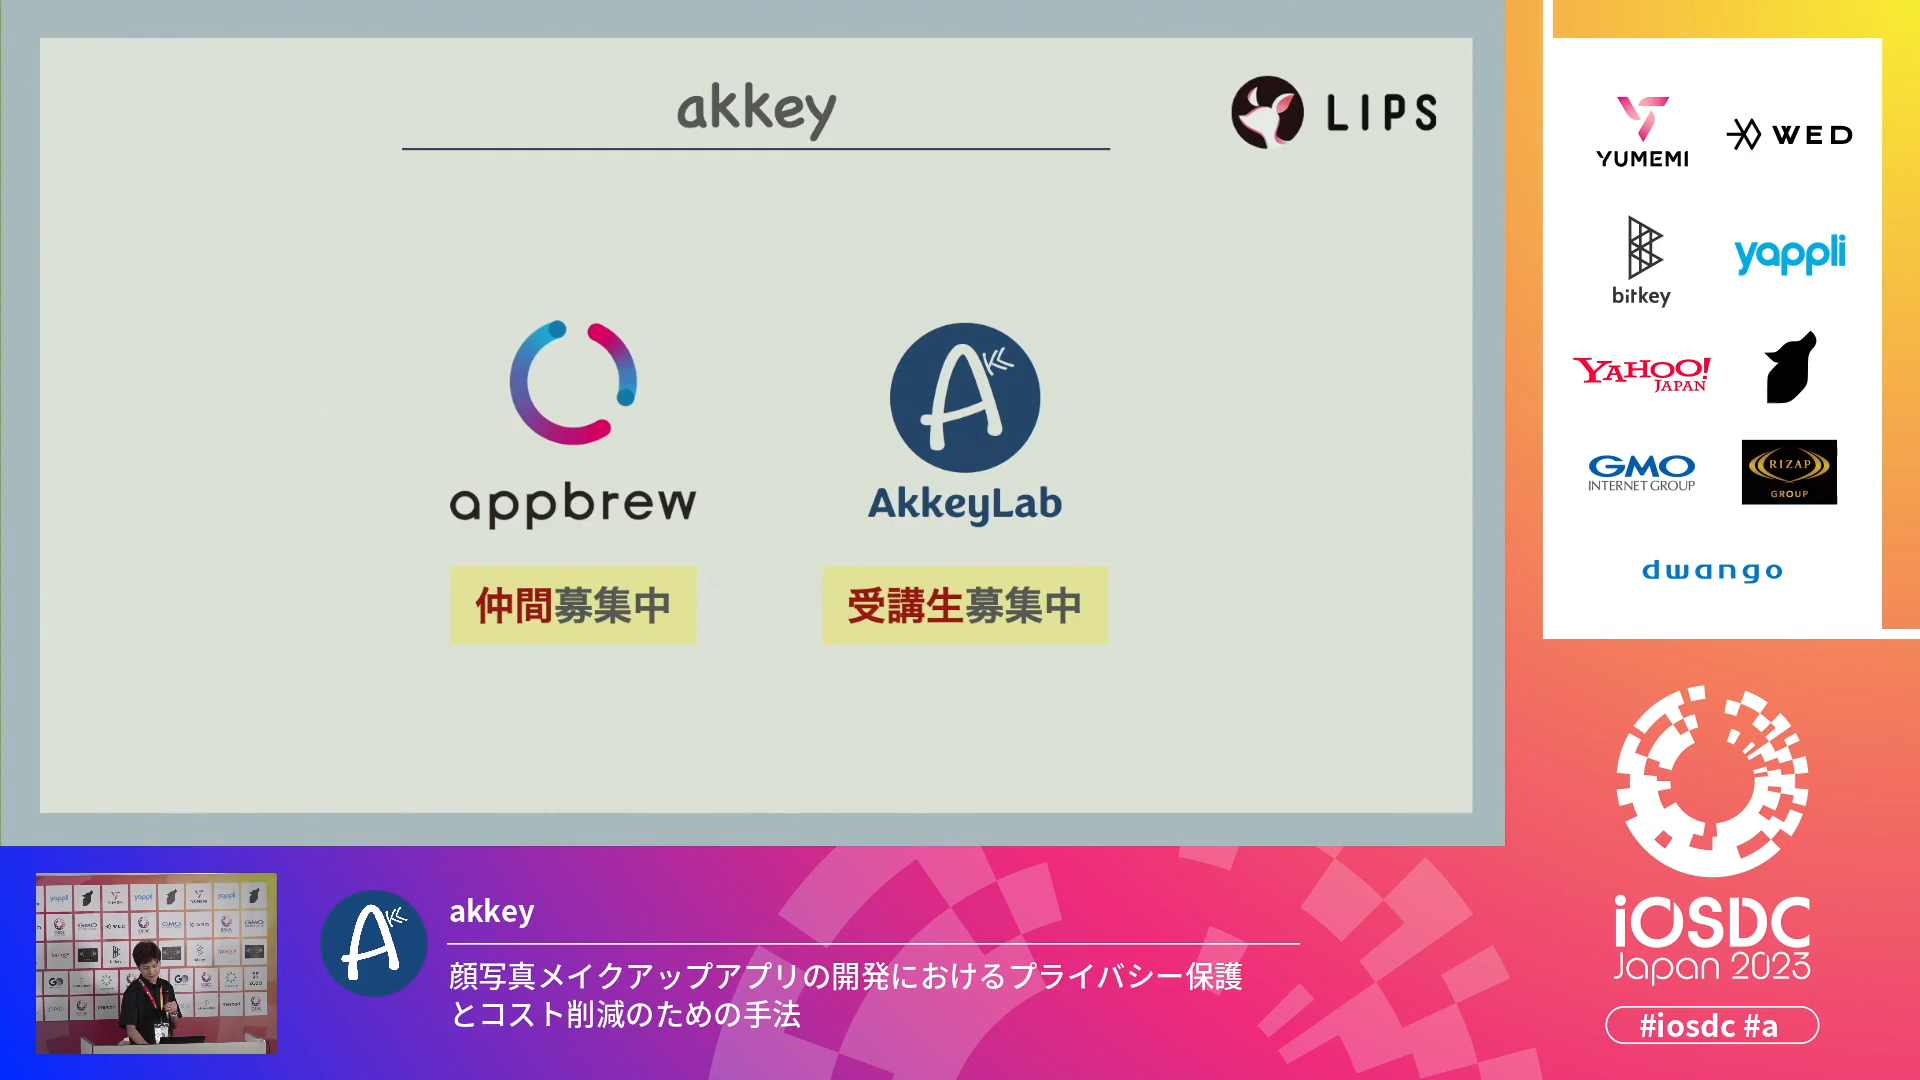 akkey
LIPS
appbrew
AkkeyLab
仲間募集中
受講生募集中
YUMEMI
WED
bitkey
yappli
YAHOO!
JAPAN
GMO
INTERNET GROUP
RIZAP
GROUP
dwango
iOSDC
Japan 2023
#iosdc #a
akkey
顔写真メイクアップアプリの開発におけるプライバシー保護
とコスト削減のための手法